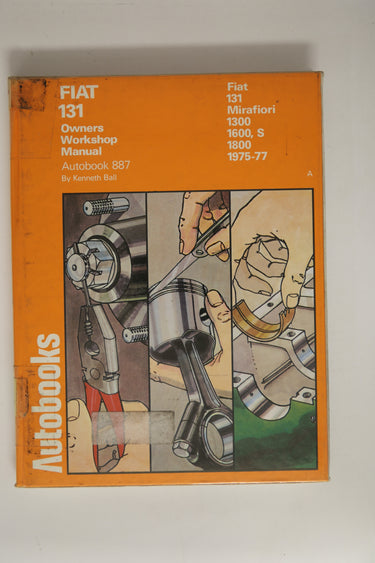 FIAT
131
Owners
Workshop
Manual
Autobook 887
By Kenneth Ball
Fiat
131
Mirafiori
1300
1600, S
1800
1975-77
A
Autobooks